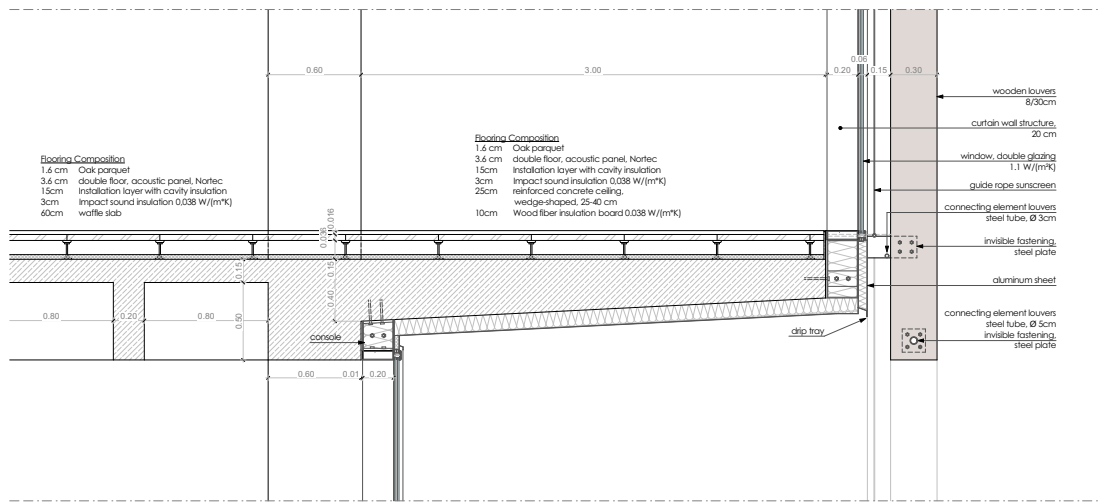 0.60
3.00
0.20
0.06
0.15
0.30
wooden louvers
8/30cm
curtain wall structure,
20 cm
window, double glazing
1.1 W/(m²K)
guide rope sunscreen
connecting element louvers
steel tube, Ø 3cm
invisible fastening,
steel plate
aluminum sheet
connecting element louvers
steel tube, Ø 5cm
invisible fastening,
steel plate
Flooring Composition
1.6 cm Oak parquet
3.6 cm double floor, acoustic panel, Nortec
15cm Installation layer with cavity insulation
3cm Impact sound insulation 0,038 W/(m*K)
60cm waffle slab
Flooring Composition
1.6 cm Oak parquet
3.6 cm double floor, acoustic panel, Nortec
15cm Installation layer with cavity insulation
3cm Impact sound insulation 0,038 W/(m*K)
25cm reinforced concrete ceiling,
wedge-shaped, 25-40 cm
10cm Wood fiber insulation board 0.038 W/(m*K)
0.016
0.036
0.15
0.40
0.15
0.50
0.80
0.20
0.80
console
drip tray
0.60
0.01
0.20